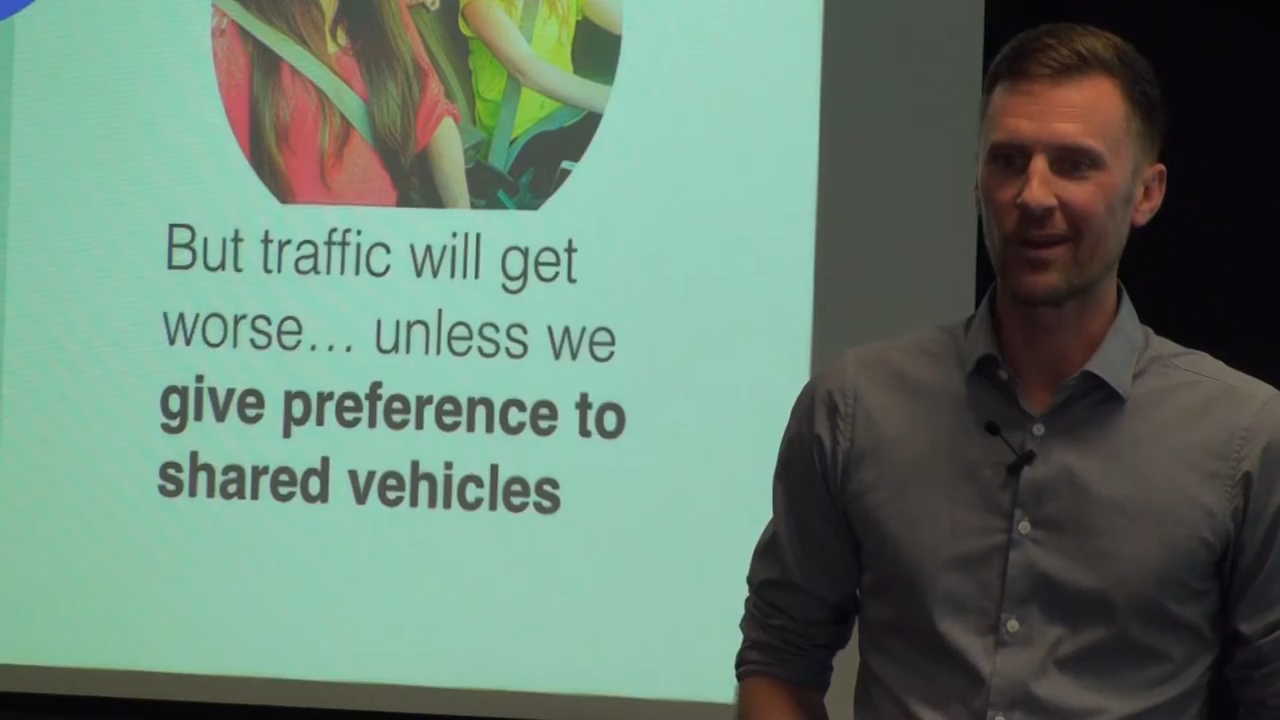 But traffic will get
worse... unless we
give preference to
shared vehicles